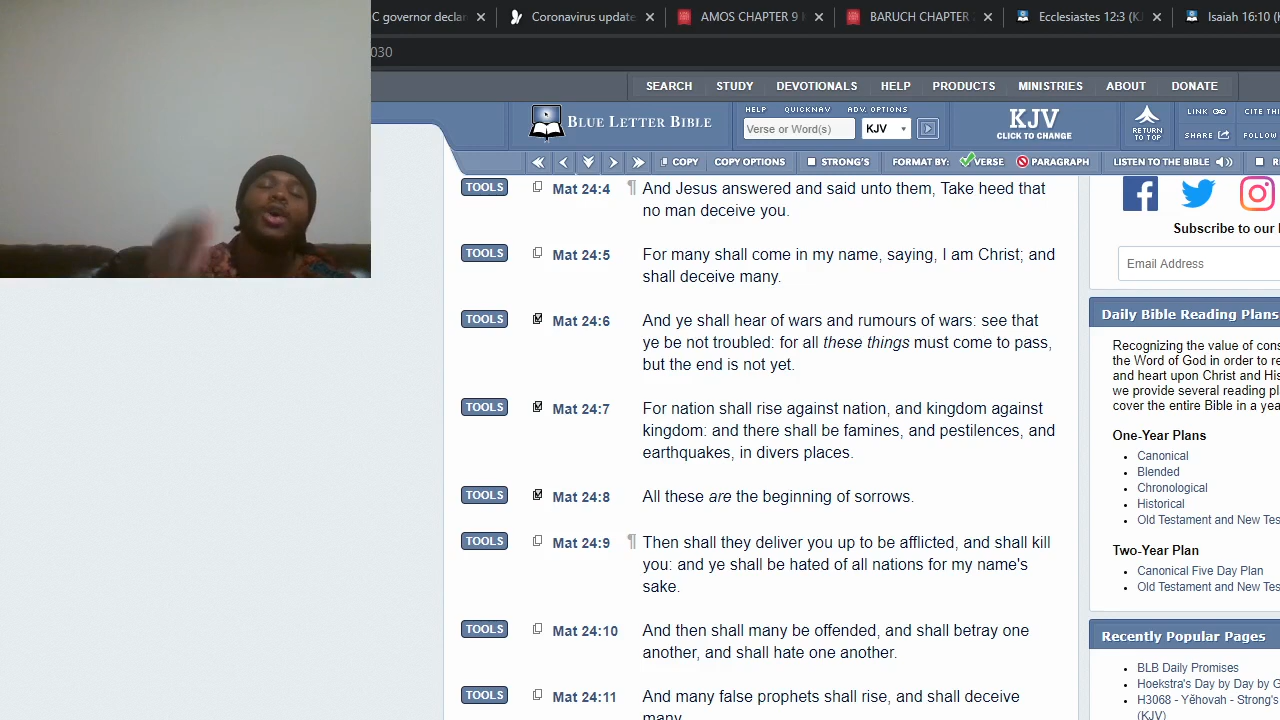 C governor declar
Coronavirus update
AMOS CHAPTER 9
BARUCH CHAPTER
Ecclesiastes 12:3 (KJ
Isaiah 16:10 (K
030
SEARCH STUDY DEVOTIONALS HELP PRODUCTS MINISTRIES ABOUT DONATE
BLUE LETTER BIBLE
HELP QUICKNAV ADV. OPTIONS
Verse or Word(s) KJV
KJV
CLICK TO CHANGE
RETURN
TO TOP
LINK CITE THI
SHARE FOLLOW
COPY COPY OPTIONS STRONG'S FORMAT BY: VERSE PARAGRAPH LISTEN TO THE BIBLE
TOOLS Mat 24:4 ¶ And Jesus answered and said unto them, Take heed that
no man deceive you.
TOOLS Mat 24:5 For many shall come in my name, saying, I am Christ; and
shall deceive many.
TOOLS Mat 24:6 And ye shall hear of wars and rumours of wars: see that
ye be not troubled: for all these things must come to pass,
but the end is not yet.
TOOLS Mat 24:7 For nation shall rise against nation, and kingdom against
kingdom: and there shall be famines, and pestilences, and
earthquakes, in divers places.
TOOLS Mat 24:8 All these are the beginning of sorrows.
TOOLS Mat 24:9 ¶ Then shall they deliver you up to be afflicted, and shall kill
you: and ye shall be hated of all nations for my name's
sake.
TOOLS Mat 24:10 And then shall many be offended, and shall betray one
another, and shall hate one another.
TOOLS Mat 24:11 And many false prophets shall rise, and shall deceive
many.
Subscribe to our
Email Address
Daily Bible Reading Plans
Recognizing the value of cons
the Word of God in order to re
and heart upon Christ and His
we provide several reading pl
cover the entire Bible in a yea
One-Year Plans
Canonical
Blended
Chronological
Historical
Old Testament and New Tes
Two-Year Plan
Canonical Five Day Plan
Old Testament and New Tes
Recently Popular Pages
BLB Daily Promises
Hoekstra's Day by Day by G
H3068 - Yĕhovah - Strong's
(KJV)